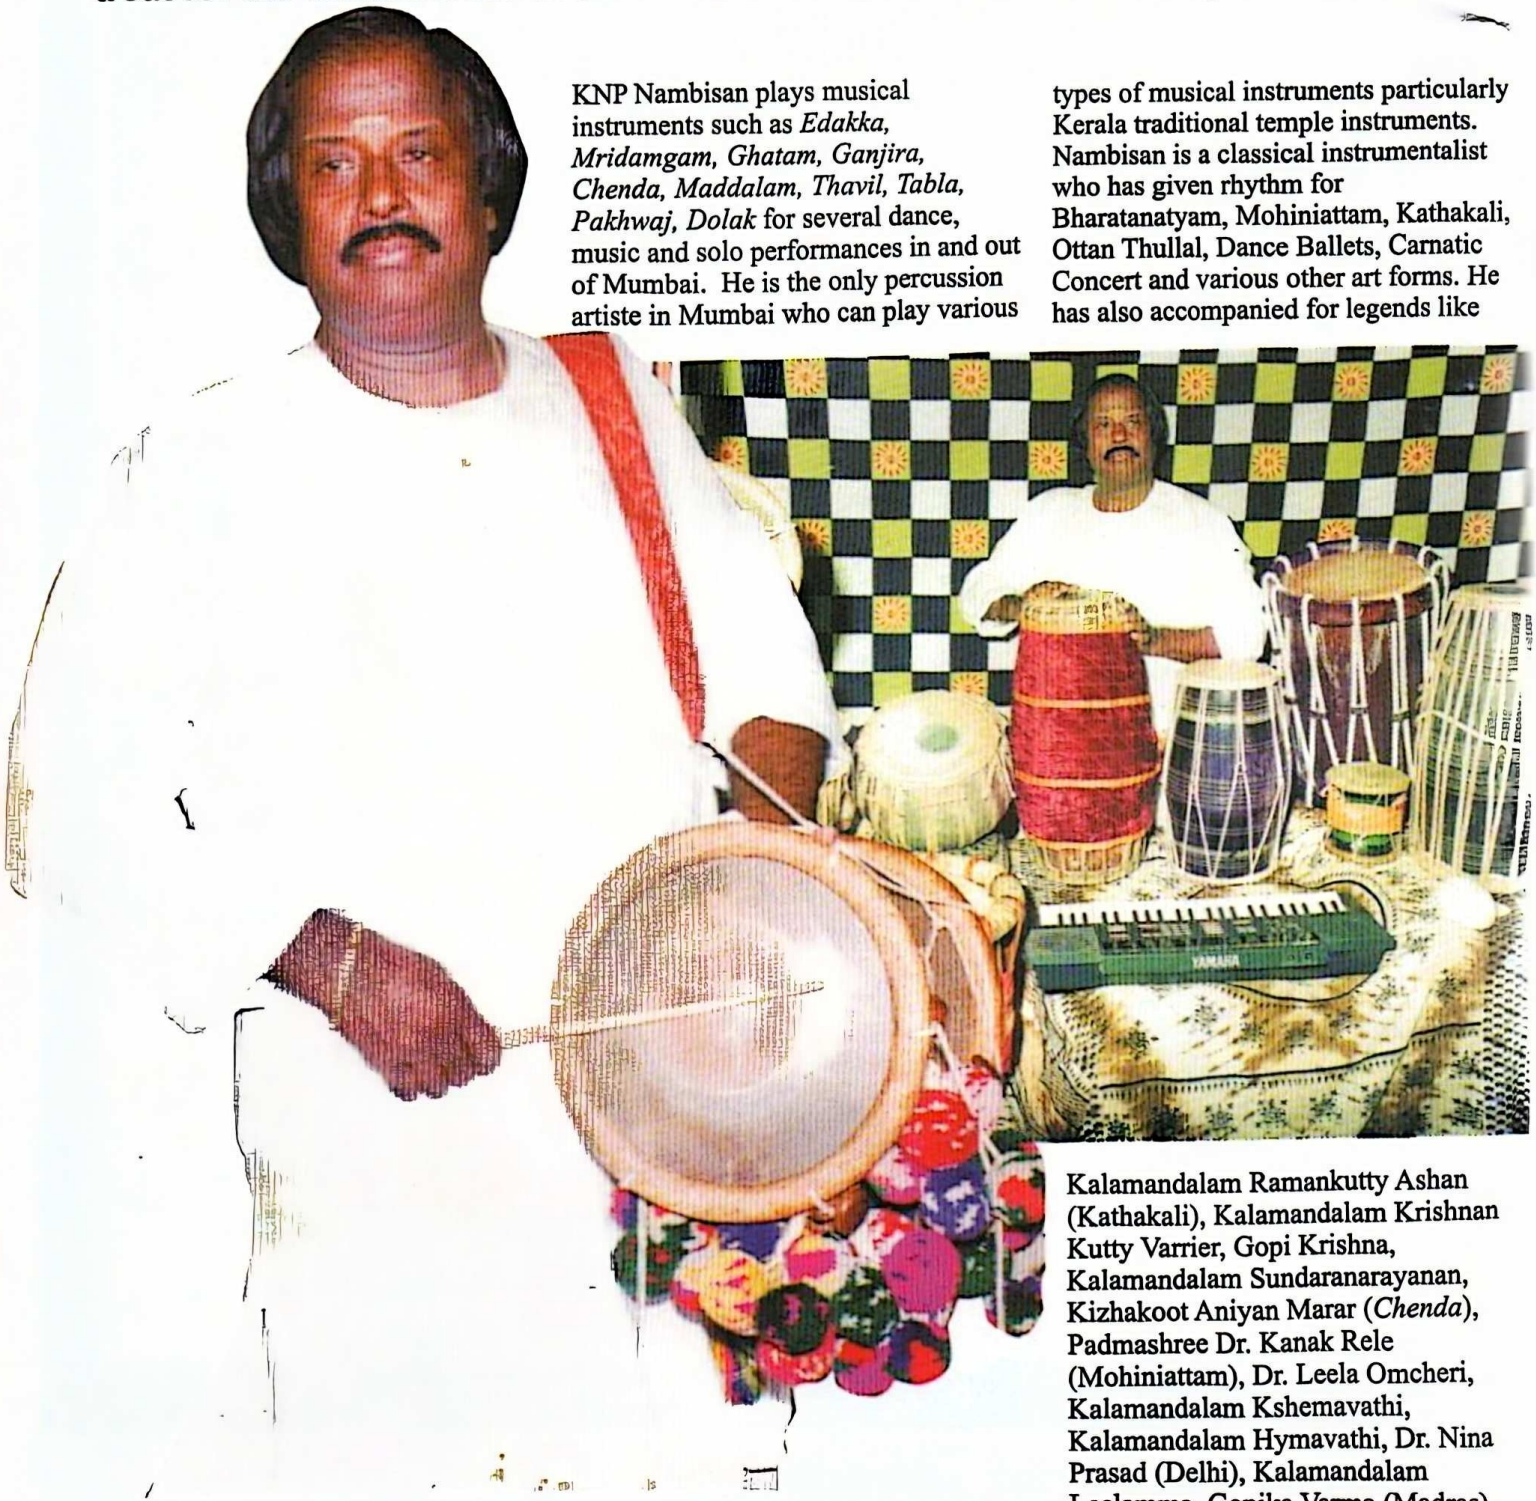 KNP Nambisan plays musical
instruments such as Edakka,
Mridamgam, Ghatam, Ganjira,
Chenda, Maddalam, Thavil, Tabla,
Pakhwaj, Dolak for several dance,
music and solo performances in and out
of Mumbai. He is the only percussion
artiste in Mumbai who can play various
types of musical instruments particularly
Kerala traditional temple instruments.
Nambisan is a classical instrumentalist
who has given rhythm for
Bharatanatyam, Mohiniattam, Kathakali,
Ottan Thullal, Dance Ballets, Carnatic
Concert and various other art forms. He
has also accompanied for legends like
YAMAHA
Kalamandalam Ramankutty Ashan
(Kathakali), Kalamandalam Krishnan
Kutty Varrier, Gopi Krishna,
Kalamandalam Sundaranarayanan,
Kizhakoot Aniyan Marar (Chenda),
Padmashree Dr. Kanak Rele
(Mohiniattam), Dr. Leela Omcheri,
Kalamandalam Kshemavathi,
Kalamandalam Hymavathi, Dr. Nina
Prasad (Delhi), Kalamandalam